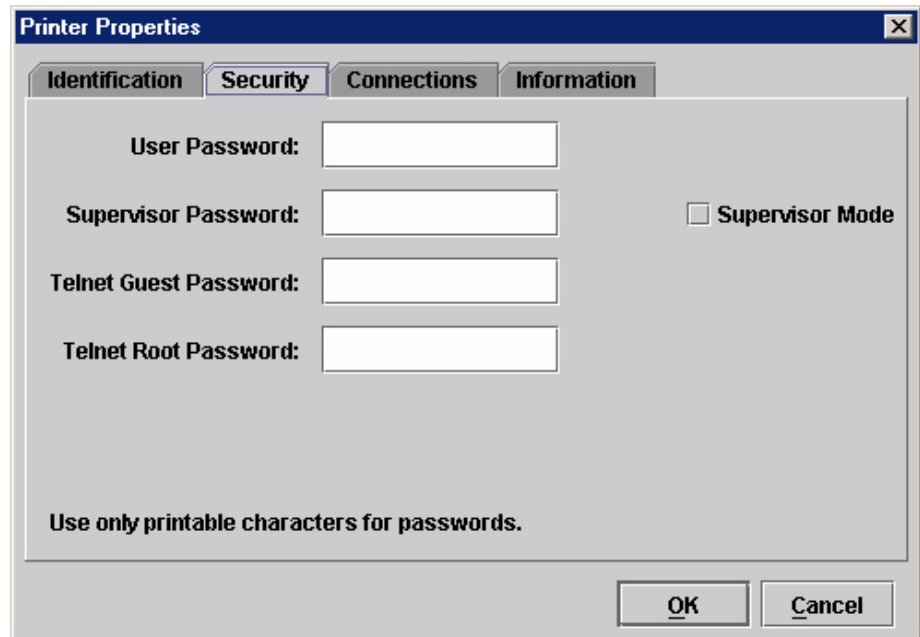 Printer Properties
Identification Security Connections Information
User Password:
Supervisor Password: Supervisor Mode
Telnet Guest Password:
Telnet Root Password:
Use only printable characters for passwords.
OK Cancel